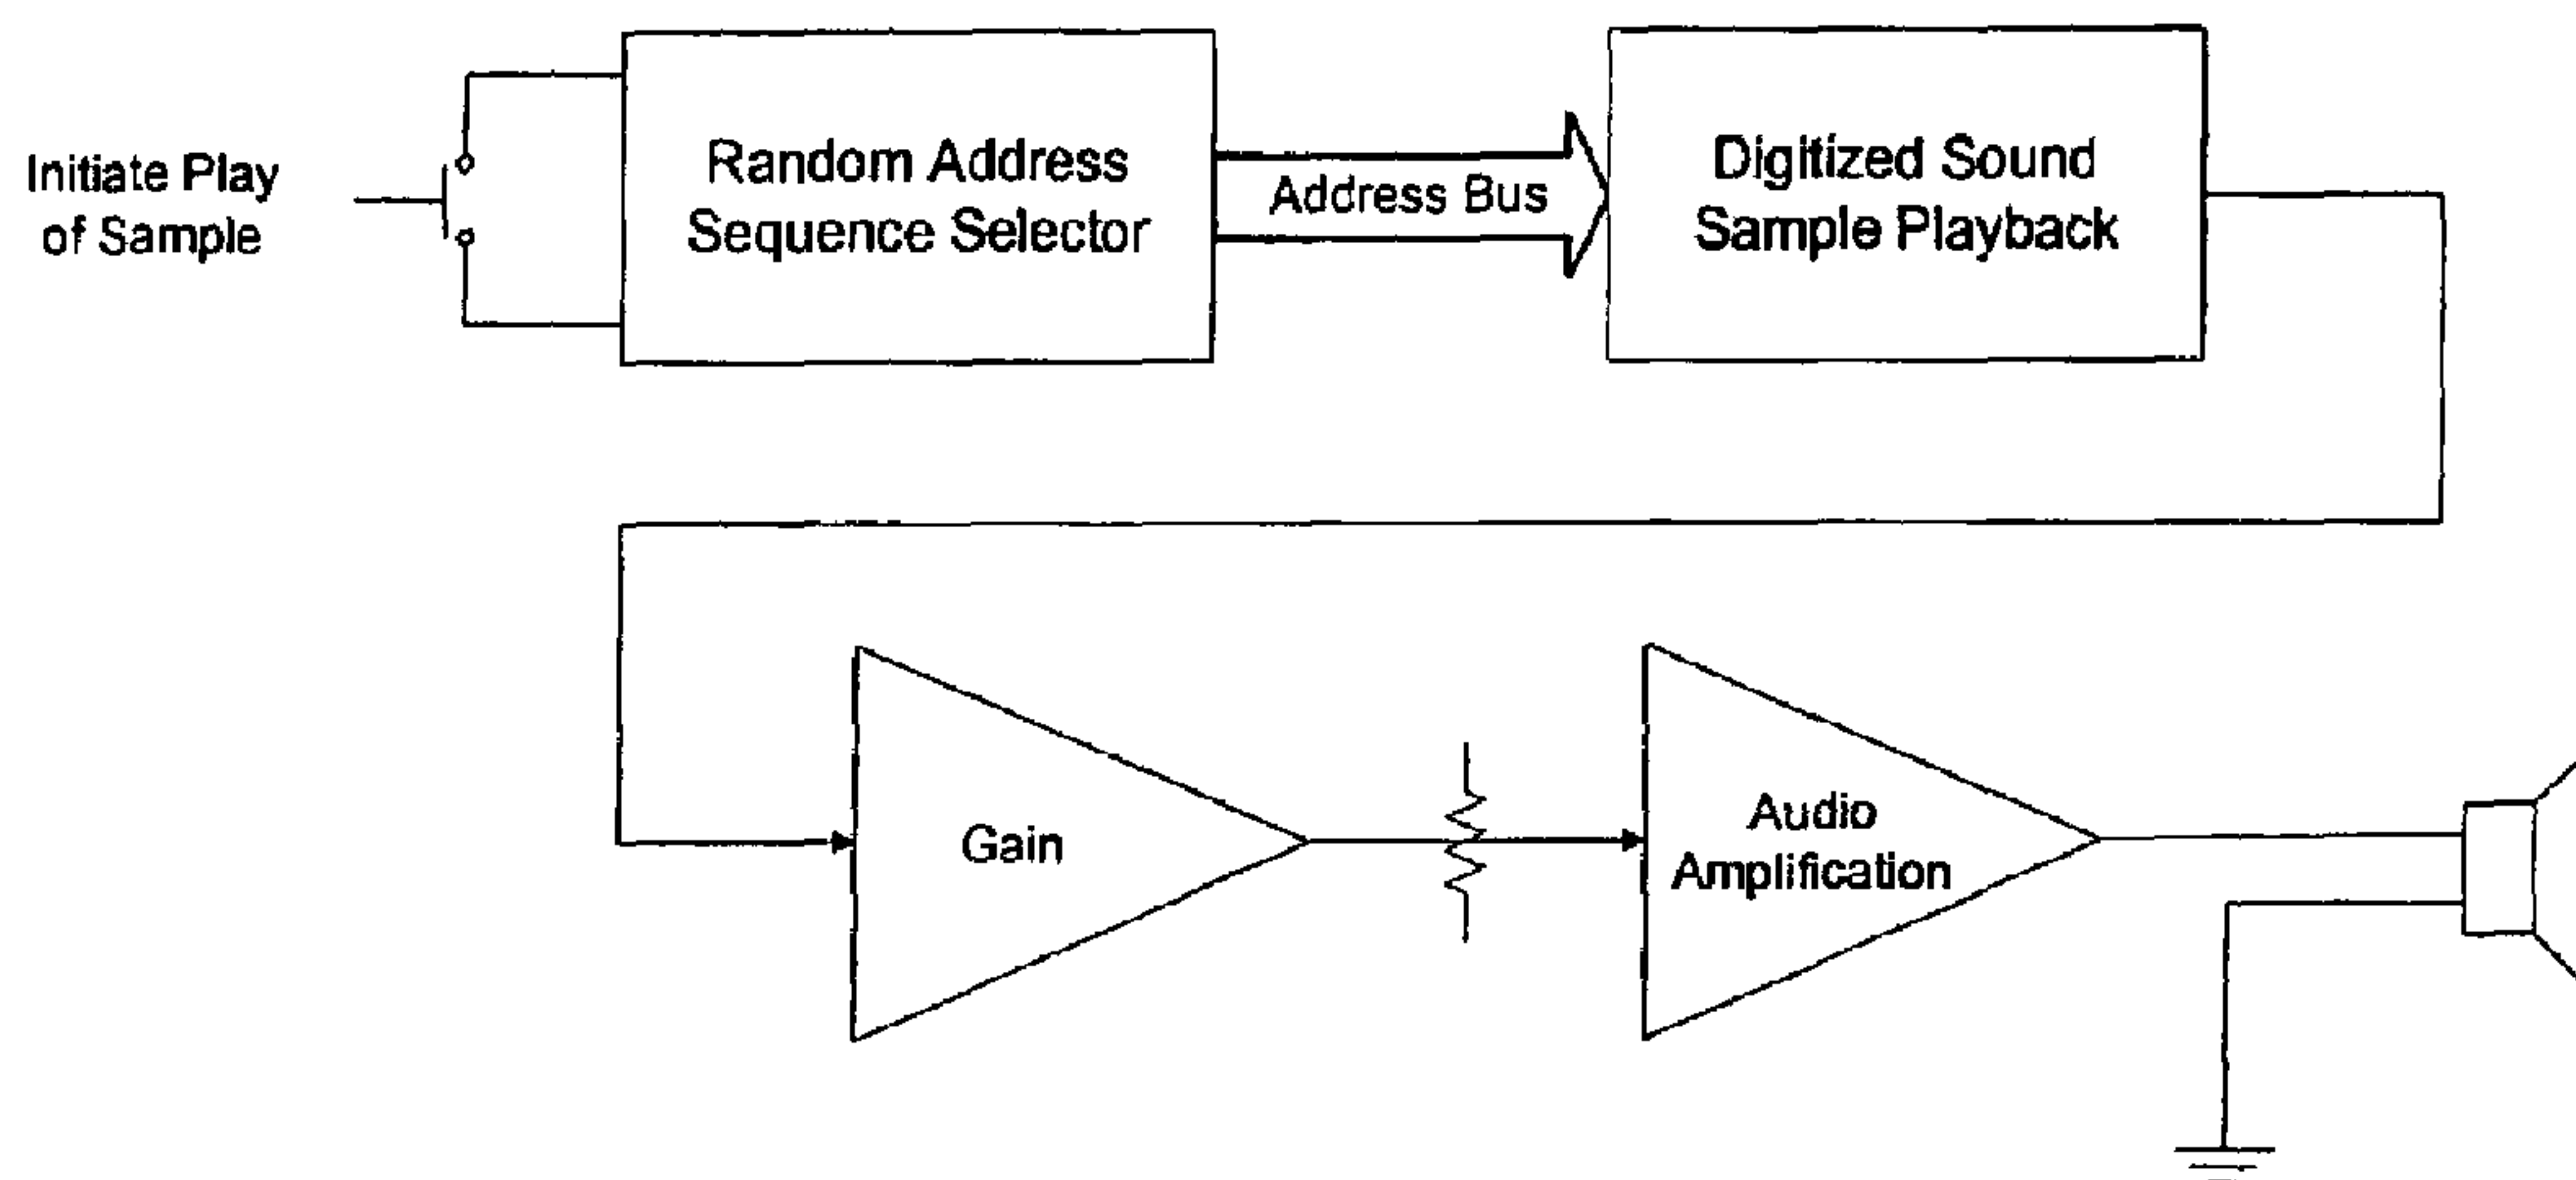 Initiate Play
of Sample
Random Address
Sequence Selector
Address Bus
Digitized Sound
Sample Playback
Gain
Audio
Amplification